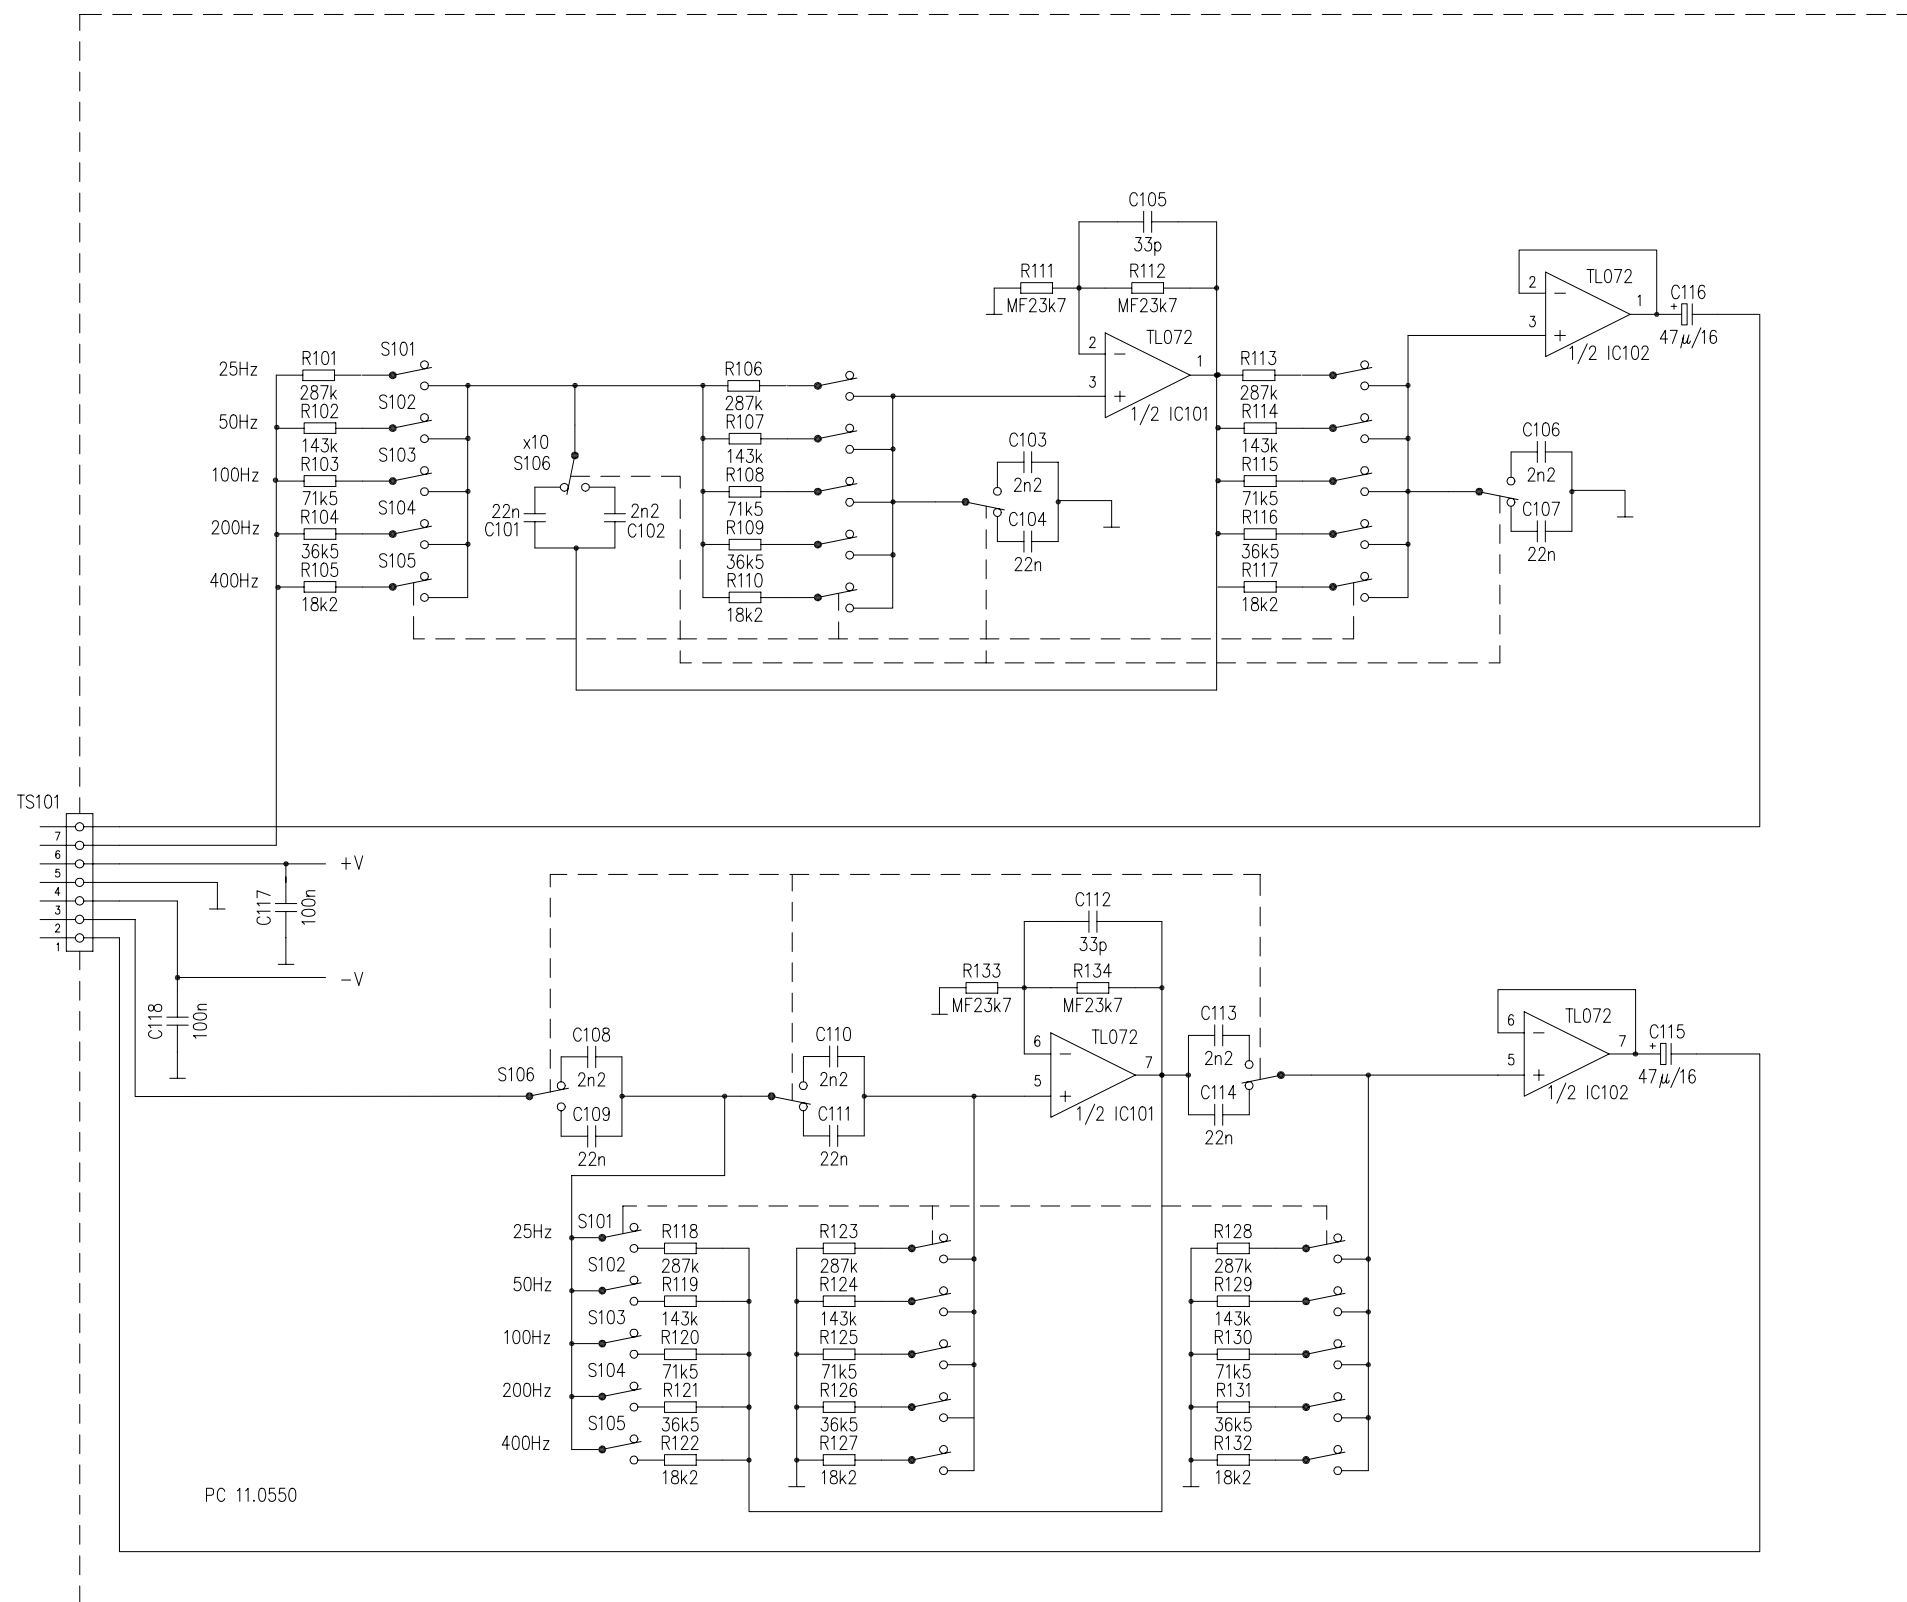 C105
33p
R111
R112
MF23k7
MF23k7
TL072
2
3
1
1/2 IC101
TL072
2
3
1
1/2 IC102
C116
+
47µ/16
25Hz
R101
287k
S101
50Hz
R102
143k
S102
100Hz
R103
71k5
S103
200Hz
R104
36k5
S104
400Hz
R105
18k2
S105
x10
S106
22n
C101
2n2
C102
R106
287k
R107
143k
R108
71k5
R109
36k5
R110
18k2
C103
2n2
C104
22n
R113
287k
R114
143k
R115
71k5
R116
36k5
R117
18k2
C106
2n2
C107
22n
TS101
7
6
5
4
3
2
1
+V
C117
100n
-V
C118
100n
C112
33p
R133
R134
MF23k7
MF23k7
TL072
6
5
7
1/2 IC101
S106
C108
2n2
C109
22n
C110
2n2
C111
22n
C113
2n2
C114
22n
TL072
6
5
7
1/2 IC102
C115
+
47µ/16
25Hz
S101
R118
287k
50Hz
S102
R119
143k
100Hz
S103
R120
71k5
200Hz
S104
R121
36k5
400Hz
S105
R122
18k2
R123
287k
R124
143k
R125
71k5
R126
36k5
R127
18k2
R128
287k
R129
143k
R130
71k5
R131
36k5
R132
18k2
PC 11.0550